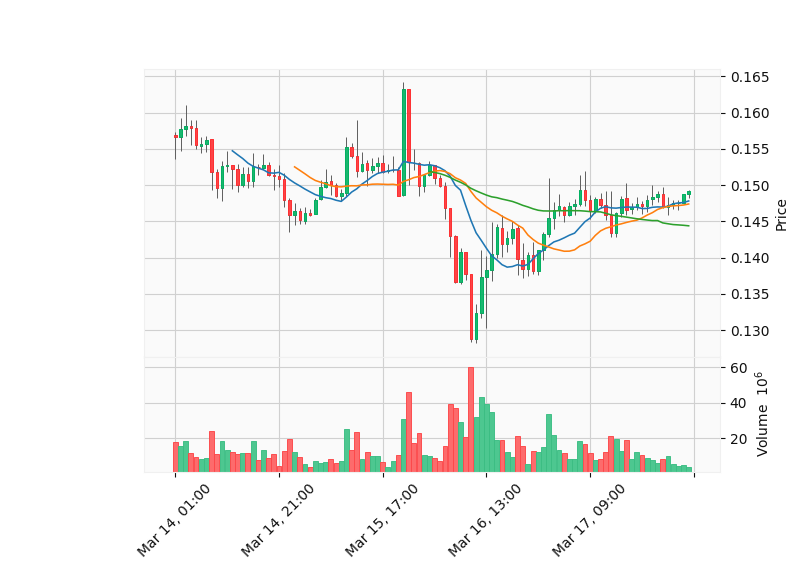 0.165
0.160
0.155
0.150
0.145
0.140
0.135
0.130
Price
60
40
20
Volume 10⁶
Mar 14, 01:00
Mar 14, 21:00
Mar 15, 17:00
Mar 16, 13:00
Mar 17, 09:00